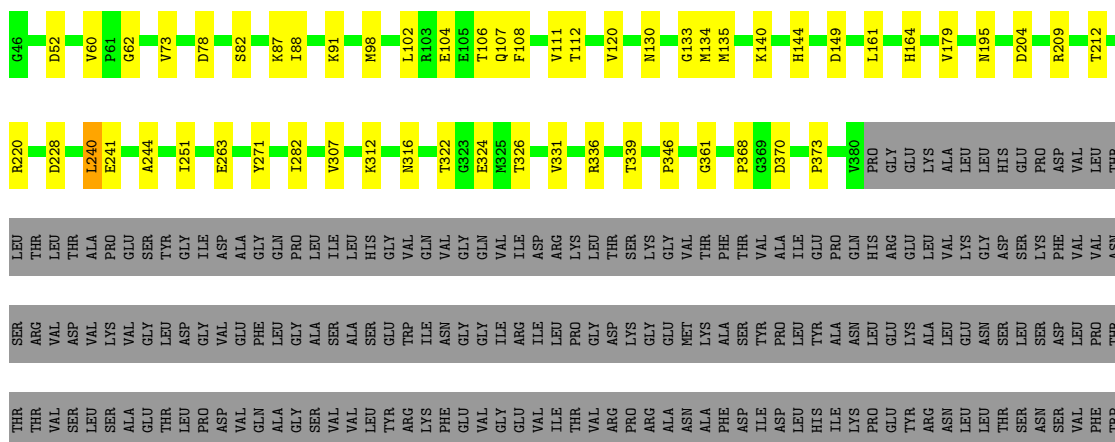 G46 D52 V60 P61 G62 V73 D78 S82 K87 I88 K91 M98 L102 R103 E104 E105 T106 Q107 F108 V111 T112 V120 N130 G133 M134 M135 K140 H144 D149 L161 H164 V179 N195 D204 R209 T212
R220 D228 L240 E241 A244 I251 E263 Y271 I282 V307 K312 N316 T322 G323 E324 M325 T326 V331 R336 T339 P346 G361 P368 G369 D370 P373 V380 PRO GLY GLU LYS ALA LEU LEU HIS GLU PRO ASP VAL LEU THR
LEU THR LEU THR ALA PRO GLU SER TYR GLY ILE ASP ALA GLY GLN PRO LEU ILE LEU HIS GLY VAL GLN VAL GLY GLN VAL ILE ASP ARG LYS LEU THR SER LYS GLY VAL THR PHE THR VAL ALA ILE GLU PRO GLN HIS ARG GLU LEU VAL LYS GLY ASP SER LYS PHE VAL VAL ASN
SER ARG VAL ASP VAL LYS VAL GLY LEU ASP GLY VAL GLU PHE LEU GLY ALA SER ALA SER GLU TRP ILE ASN GLY GLY ILE ARG ILE LEU PRO GLY ASP LYS GLY GLU MET LYS ALA SER TYR PRO LEU TYR ALA ASN LEU GLU LYS ALA LEU GLU ASN SER LEU SER ASP LEU PRO THR
THR THR VAL SER LEU SER ALA GLU THR LEU PRO ASP VAL GLN ALA GLY SER VAL VAL LEU TYR ARG LYS PHE GLU VAL GLY GLU VAL ILE THR VAL ARG PRO ARG ALA ASN ALA PHE ASP ILE ASP LEU HIS ILE LYS PRO GLU TYR ARG ASN LEU LEU THR SER ASN SER VAL PHE TRP